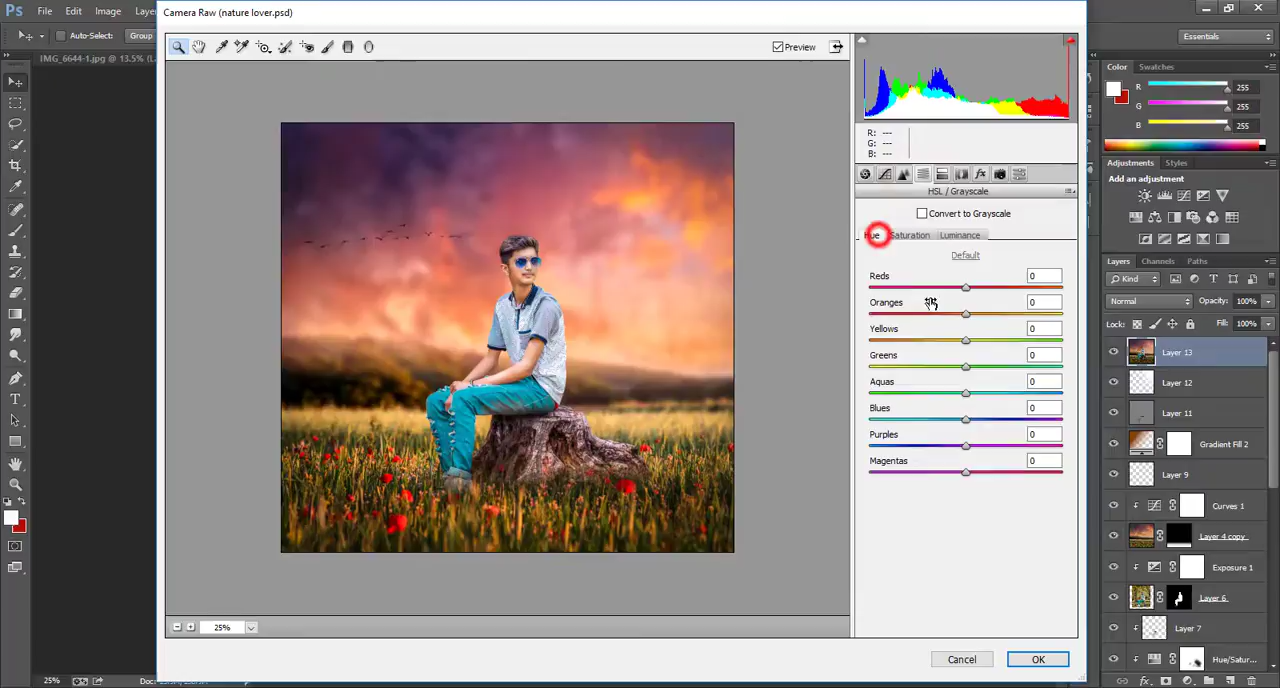 Ps File Edit Image Laye
Camera Raw (nature lover.psd)
Auto-Select: Group
Essentials
IMG_6644-1.jpg @ 13.5% (L
Preview
Color Swatches
R 255
G 255
B 255
R: ---
G: ---
B: ---
HSL / Grayscale
Convert to Grayscale
Hue Saturation Luminance
Default
Reds 0
Oranges 0
Yellows 0
Greens 0
Aquas 0
Blues 0
Purples 0
Magentas 0
Adjustments Styles
Add an adjustment
Layers Channels Paths
Kind
Normal Opacity: 100%
Lock: Fill: 100%
Layer 13
Layer 12
Layer 11
Gradient Fill 2
Layer 9
Curves 1
Layer 4 copy
Exposure 1
Layer 6
Layer 7
Hue/Satur...
25%
Cancel OK
25%